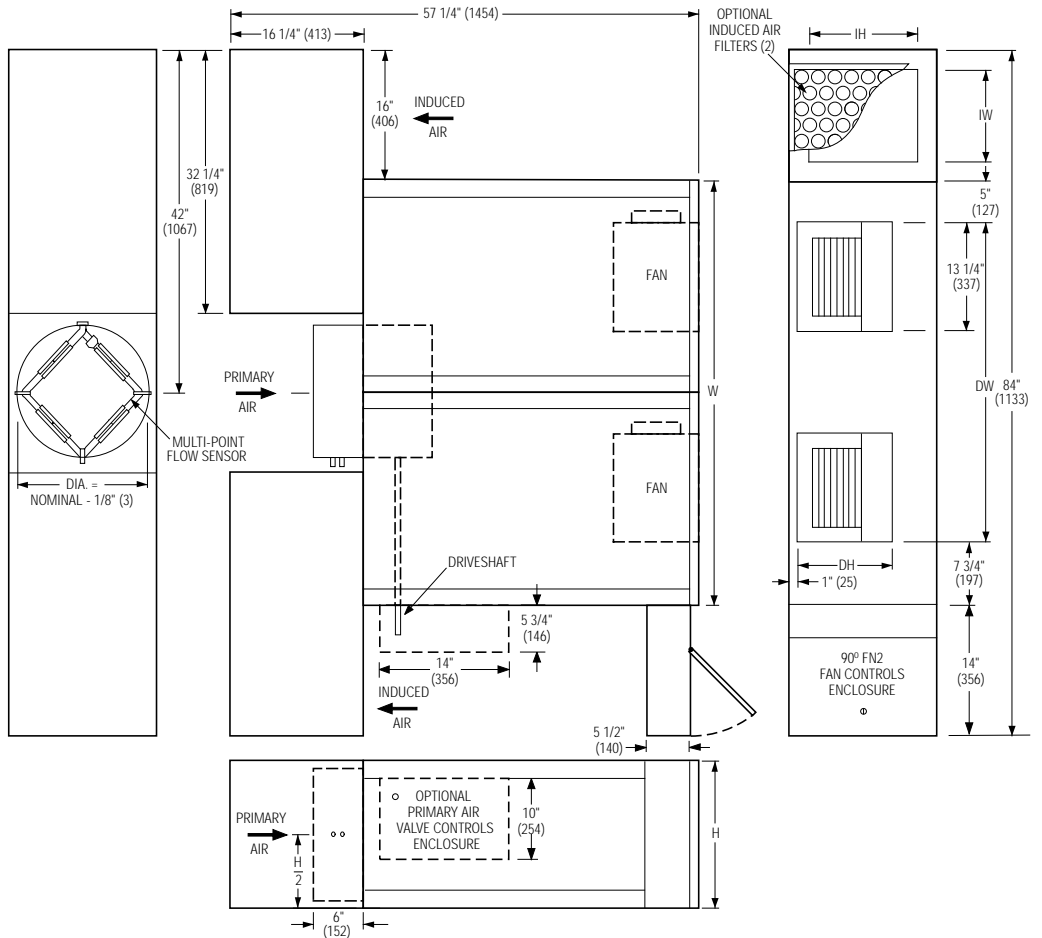 57 1/4" (1454)
16 1/4" (413)
OPTIONAL
INDUCED AIR
FILTERS (2)
IH
16"
(406)
INDUCED
AIR
IW
32 1/4"
(819)
42"
(1067)
5"
(127)
FAN
13 1/4"
(337)
PRIMARY
AIR
W
DW
84"
(1133)
MULTI-POINT
FLOW SENSOR
DIA. =
NOMINAL - 1/8" (3)
FAN
DRIVESHAFT
DH
1" (25)
7 3/4"
(197)
5 3/4"
(146)
14"
(356)
INDUCED
AIR
90º FN2
FAN CONTROLS
ENCLOSURE
14"
(356)
5 1/2"
(140)
PRIMARY
AIR
OPTIONAL
PRIMARY AIR
VALVE CONTROLS
ENCLOSURE
10"
(254)
H
H
2
6"
(152)